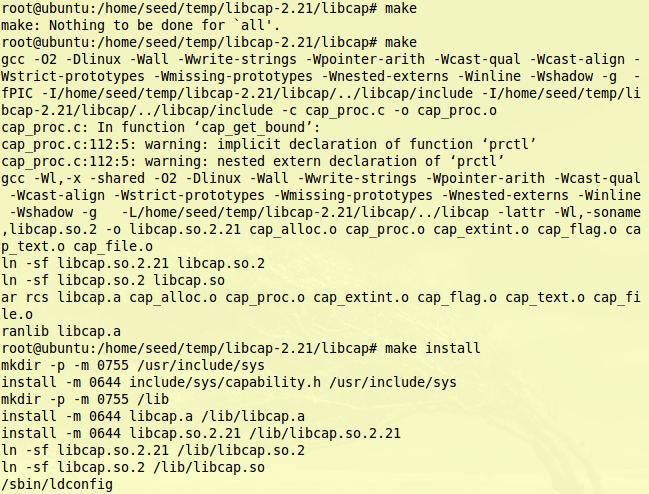 root@ubuntu:/home/seed/temp/libcap-2.21/libcap# make
make: Nothing to be done for `all'.
root@ubuntu:/home/seed/temp/libcap-2.21/libcap# make
gcc -O2 -Dlinux -Wall -Wwrite-strings -Wpointer-arith -Wcast-qual -Wcast-align -
Wstrict-prototypes -Wmissing-prototypes -Wnested-externs -Winline -Wshadow -g  -
fPIC -I/home/seed/temp/libcap-2.21/libcap/../libcap/include -I/home/seed/temp/li
bcap-2.21/libcap/../libcap/include -c cap_proc.c -o cap_proc.o
cap_proc.c: In function ‘cap_get_bound’:
cap_proc.c:112:5: warning: implicit declaration of function ‘prctl’
cap_proc.c:112:5: warning: nested extern declaration of ‘prctl’
gcc -Wl,-x -shared -O2 -Dlinux -Wall -Wwrite-strings -Wpointer-arith -Wcast-qual
 -Wcast-align -Wstrict-prototypes -Wmissing-prototypes -Wnested-externs -Winline
 -Wshadow -g   -L/home/seed/temp/libcap-2.21/libcap/../libcap -lattr -Wl,-soname
,libcap.so.2 -o libcap.so.2.21 cap_alloc.o cap_proc.o cap_extint.o cap_flag.o ca
p_text.o cap_file.o
ln -sf libcap.so.2.21 libcap.so.2
ln -sf libcap.so.2 libcap.so
ar rcs libcap.a cap_alloc.o cap_proc.o cap_extint.o cap_flag.o cap_text.o cap_fi
le.o
ranlib libcap.a
root@ubuntu:/home/seed/temp/libcap-2.21/libcap# make install
mkdir -p -m 0755 /usr/include/sys
install -m 0644 include/sys/capability.h /usr/include/sys
mkdir -p -m 0755 /lib
install -m 0644 libcap.a /lib/libcap.a
install -m 0644 libcap.so.2.21 /lib/libcap.so.2.21
ln -sf libcap.so.2.21 /lib/libcap.so.2
ln -sf libcap.so.2 /lib/libcap.so
/sbin/ldconfig